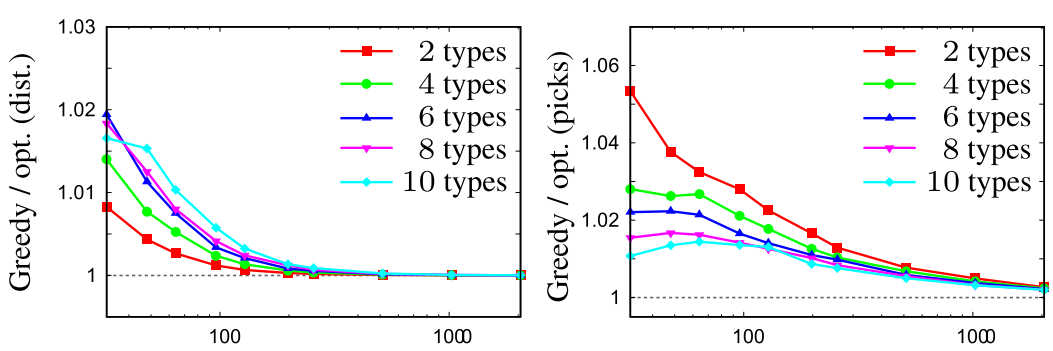 Greedy / opt. (dist.)
1.03
1.02
1.01
1
100
1000
2 types
4 types
6 types
8 types
10 types
Greedy / opt. (picks)
1.06
1.04
1.02
1
100
1000
2 types
4 types
6 types
8 types
10 types